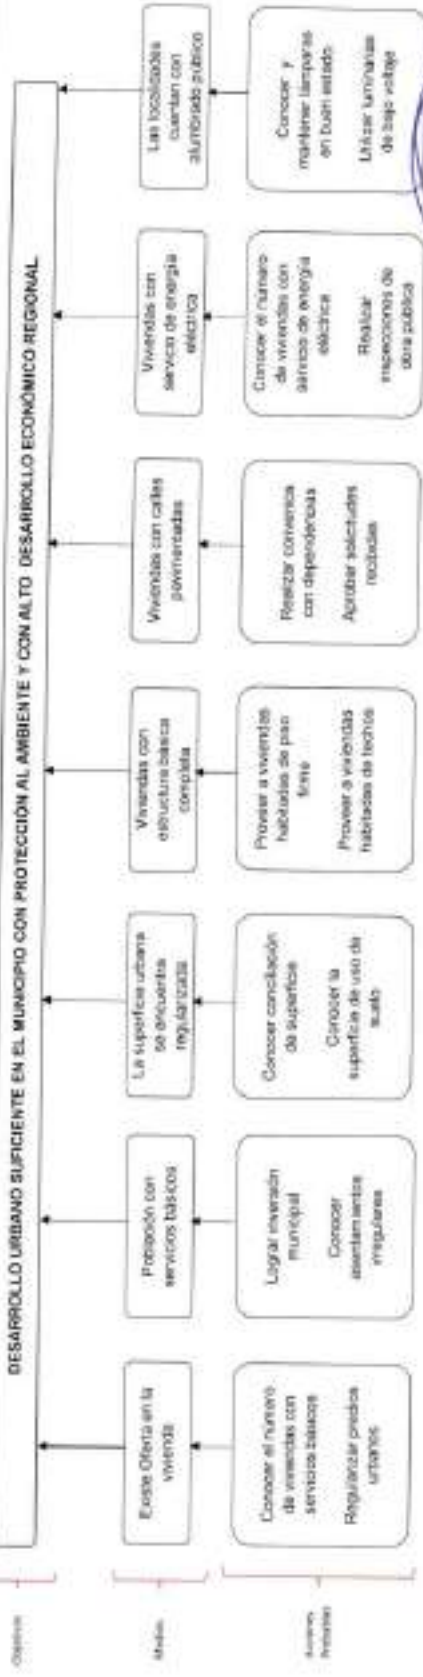 DESARROLLO URBANO SUFICIENTE EN EL MUNICIPIO CON PROTECCIÓN AL AMBIENTE Y CON ALTO DESARROLLO ECONÓMICO REGIONAL
Objetivos
Medios
Acciones
Existe Oferta en la
vivienda
Población con
servicios básicos
La superficie urbana
se encuentra
regularizada
Viviendas con
estructura básica
completa
Viviendas con calles
pavimentadas
Viviendas con
servicio de energía
eléctrica
Las localidades
cuentan con
alumbrado público
Conocer el numero
de viviendas con
servicios básicos
Regularizar predios
urbanos
Lograr inversión
municipal
Conocer
asentamientos
irregulares
Conocer conciliación
de superficie
Conocer la
superficie de uso de
suelo
Proveer a viviendas
habitadas de piso
firme
Proveer a viviendas
habitadas de techos
Realizar convenios
con dependencias
Aprobar solicitudes
recibidas
Conocer el número
de viviendas con
servicio de energía
eléctrica
Realizar
inspecciones de
obra pública
Conocer y
mantener lámparas
en buen estado
Utilizar luminarias
de bajo voltaje